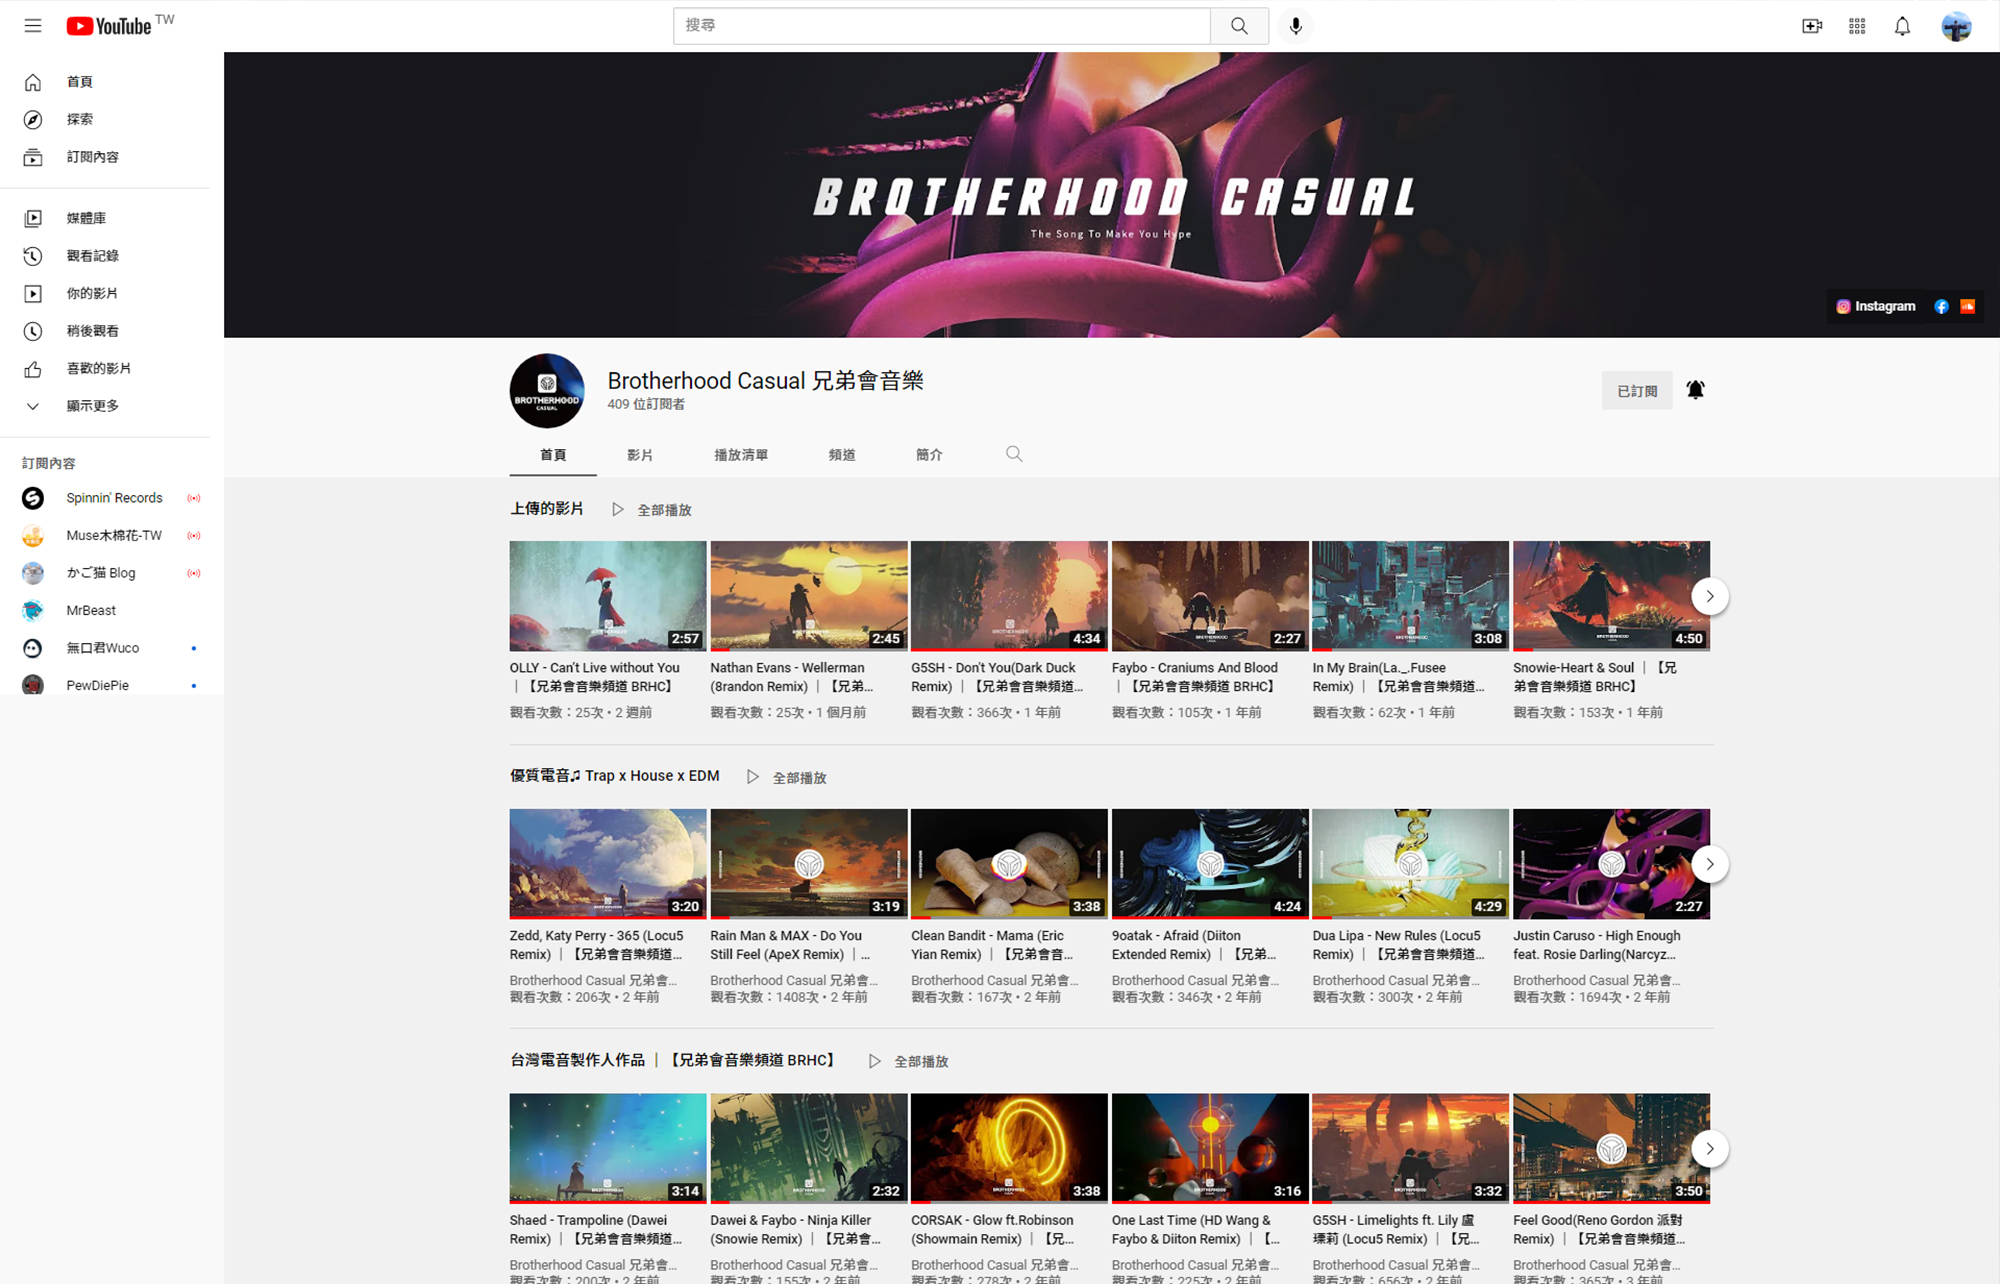 YouTube TW
搜尋
首頁
探索
訂閱內容
媒體庫
觀看記錄
你的影片
稍後觀看
喜歡的影片
顯示更多
訂閱內容
Spinnin' Records
Muse木棉花-TW
かご猫 Blog
MrBeast
無口君Wuco
PewDiePie
BROTHERHOOD CASUAL
The Song To Make You Hype
Instagram
BROTHERHOOD
CASUAL
Brotherhood Casual 兄弟會音樂
409 位訂閱者
已訂閱
首頁 影片 播放清單 頻道 簡介
上傳的影片 全部播放
2:57 2:45 4:34 2:27 3:08 4:50
OLLY - Can't Live without You
｜【兄弟會音樂頻道 BRHC】
觀看次數：25次 • 2 週前
Nathan Evans - Wellerman
(8randon Remix) ｜【兄弟...
觀看次數：25次 • 1 個月前
G5SH - Don't You(Dark Duck
Remix) ｜【兄弟會音樂頻道...
觀看次數：366次 • 1 年前
Faybo - Craniums And Blood
｜【兄弟會音樂頻道 BRHC】
觀看次數：105次 • 1 年前
In My Brain(La._.Fusee
Remix) ｜【兄弟會音樂頻道...
觀看次數：62次 • 1 年前
Snowie-Heart & Soul ｜【兄
弟會音樂頻道 BRHC】
觀看次數：153次 • 1 年前
優質電音♫ Trap x House x EDM 全部播放
3:20 3:19 3:38 4:24 4:29 2:27
Zedd, Katy Perry - 365 (Locu5
Remix) ｜【兄弟會音樂頻道...
Brotherhood Casual 兄弟會...
觀看次數：206次 • 2 年前
Rain Man & MAX - Do You
Still Feel (ApeX Remix) ｜...
Brotherhood Casual 兄弟會...
觀看次數：1408次 • 2 年前
Clean Bandit - Mama (Eric
Yian Remix) ｜【兄弟會音...
Brotherhood Casual 兄弟會...
觀看次數：167次 • 2 年前
9oatak - Afraid (Diiton
Extended Remix) ｜【兄弟...
Brotherhood Casual 兄弟會...
觀看次數：346次 • 2 年前
Dua Lipa - New Rules (Locu5
Remix) ｜【兄弟會音樂頻道...
Brotherhood Casual 兄弟會...
觀看次數：300次 • 2 年前
Justin Caruso - High Enough
feat. Rosie Darling(Narcyz...
Brotherhood Casual 兄弟會...
觀看次數：1694次 • 2 年前
台灣電音製作人作品 ｜【兄弟會音樂頻道 BRHC】 全部播放
3:14 2:32 3:38 3:16 3:32 3:50
Shaed - Trampoline (Dawei
Remix) ｜【兄弟會音樂頻道...
Brotherhood Casual 兄弟會...
觀看次數：200次 • 2 年前
Dawei & Faybo - Ninja Killer
(Snowie Remix) ｜【兄弟會...
Brotherhood Casual 兄弟會...
觀看次數：155次 • 2 年前
CORSAK - Glow ft.Robinson
(Showmain Remix) ｜【兄...
Brotherhood Casual 兄弟會...
觀看次數：278次 • 2 年前
One Last Time (HD Wang &
Faybo & Diiton Remix) ｜【...
Brotherhood Casual 兄弟會...
觀看次數：225次 • 2 年前
G5SH - Limelights ft. Lily 盧
瑮莉 (Locu5 Remix) ｜【兄...
Brotherhood Casual 兄弟會...
觀看次數：656次 • 2 年前
Feel Good(Reno Gordon 派對
Remix) ｜【兄弟會音樂頻道...
Brotherhood Casual 兄弟會...
觀看次數：365次 • 3 年前